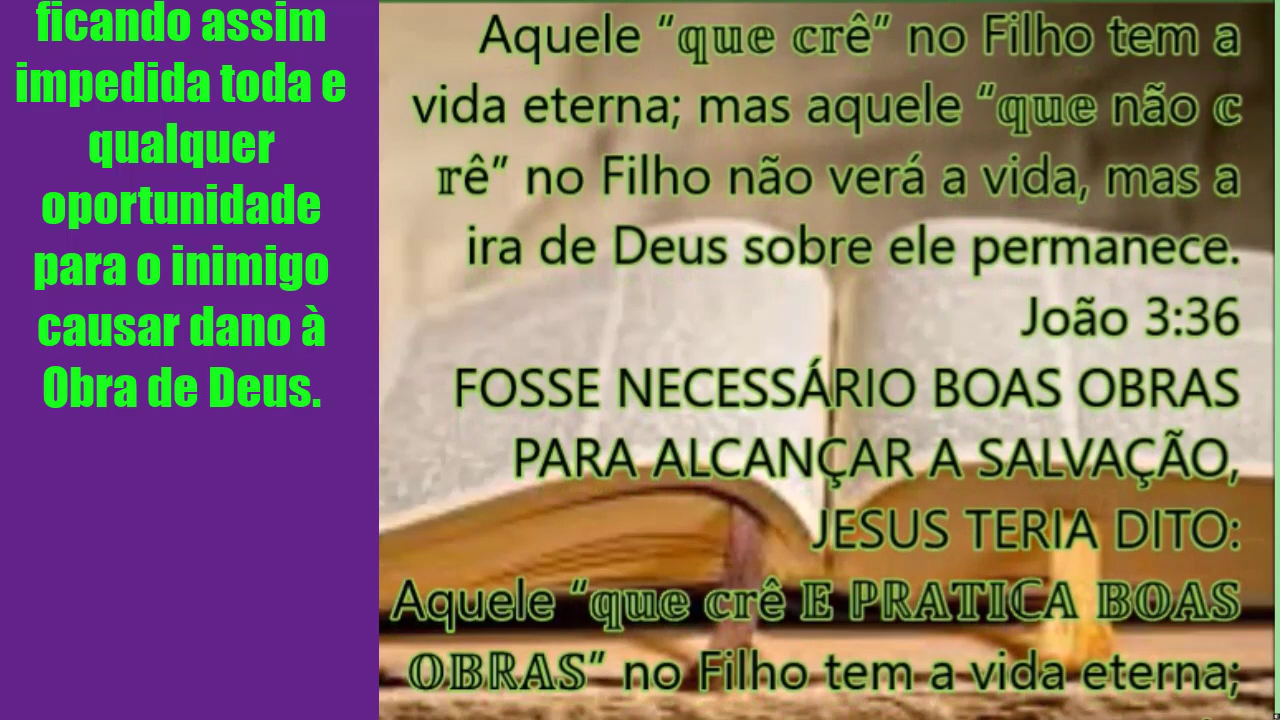 ficando assim
impedida toda e
qualquer
oportunidade
para o inimigo
causar dano à
Obra de Deus.
Aquele “que crê” no Filho tem a
vida eterna; mas aquele “que não c
rê” no Filho não verá a vida, mas a
ira de Deus sobre ele permanece.
João 3:36
FOSSE NECESSÁRIO BOAS OBRAS
PARA ALCANÇAR A SALVAÇÃO,
JESUS TERIA DITO:
Aquele “que crê E PRATICA BOAS
OBRAS” no Filho tem a vida eterna;